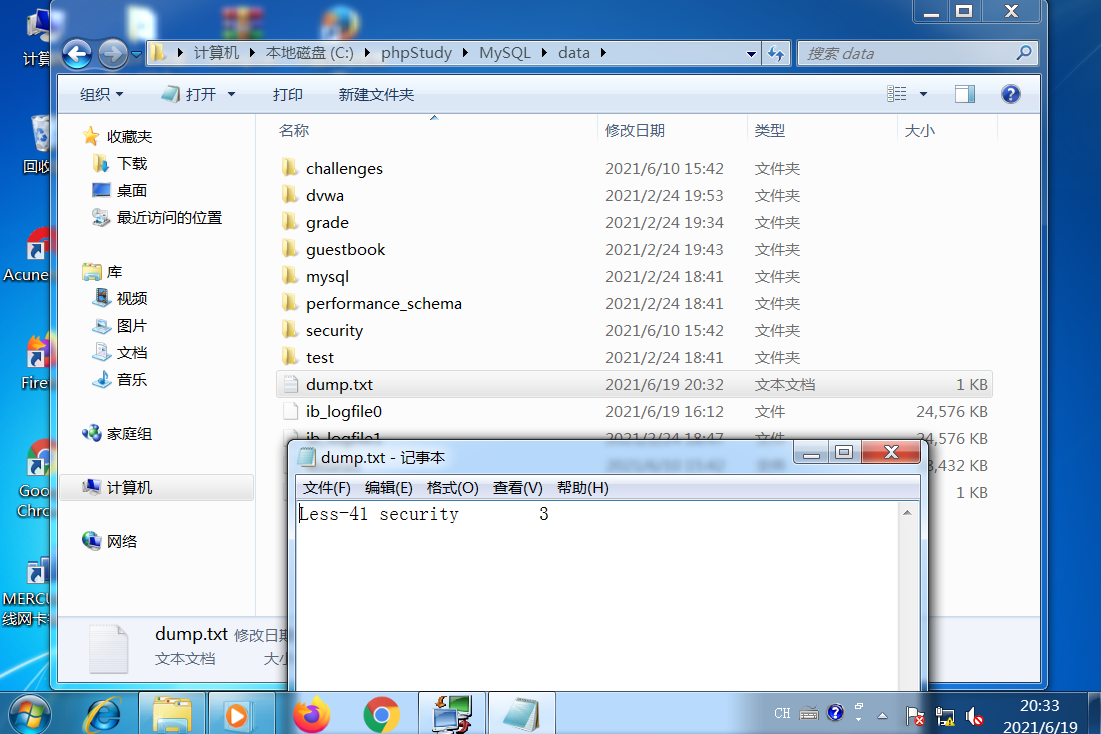 计算机 本地磁盘 (C:) phpStudy MySQL data
搜索 data
组织 打开 打印 新建文件夹
名称 修改日期 类型 大小
收藏夹
下载
桌面
最近访问的位置
库
视频
图片
文档
音乐
家庭组
计算机
网络
challenges 2021/6/10 15:42 文件夹
dvwa 2021/2/24 19:53 文件夹
grade 2021/2/24 19:34 文件夹
guestbook 2021/2/24 19:43 文件夹
mysql 2021/2/24 18:41 文件夹
performance_schema 2021/2/24 18:41 文件夹
security 2021/6/10 15:42 文件夹
test 2021/2/24 18:41 文件夹
dump.txt 2021/6/19 20:32 文本文档 1 KB
ib_logfile0 2021/6/19 16:12 文件 24,576 KB
ib_logfile1 2021/2/24 18:47 文件 24,576 KB
3,432 KB
1 KB
dump.txt - 记事本
文件(F) 编辑(E) 格式(O) 查看(V) 帮助(H)
Less-41 security 3
dump.txt 修改日期
文本文档 大小
计算
回收
Acune
Fire
Goo
Chr
MERCU
线网卡
CH
20:33
2021/6/19